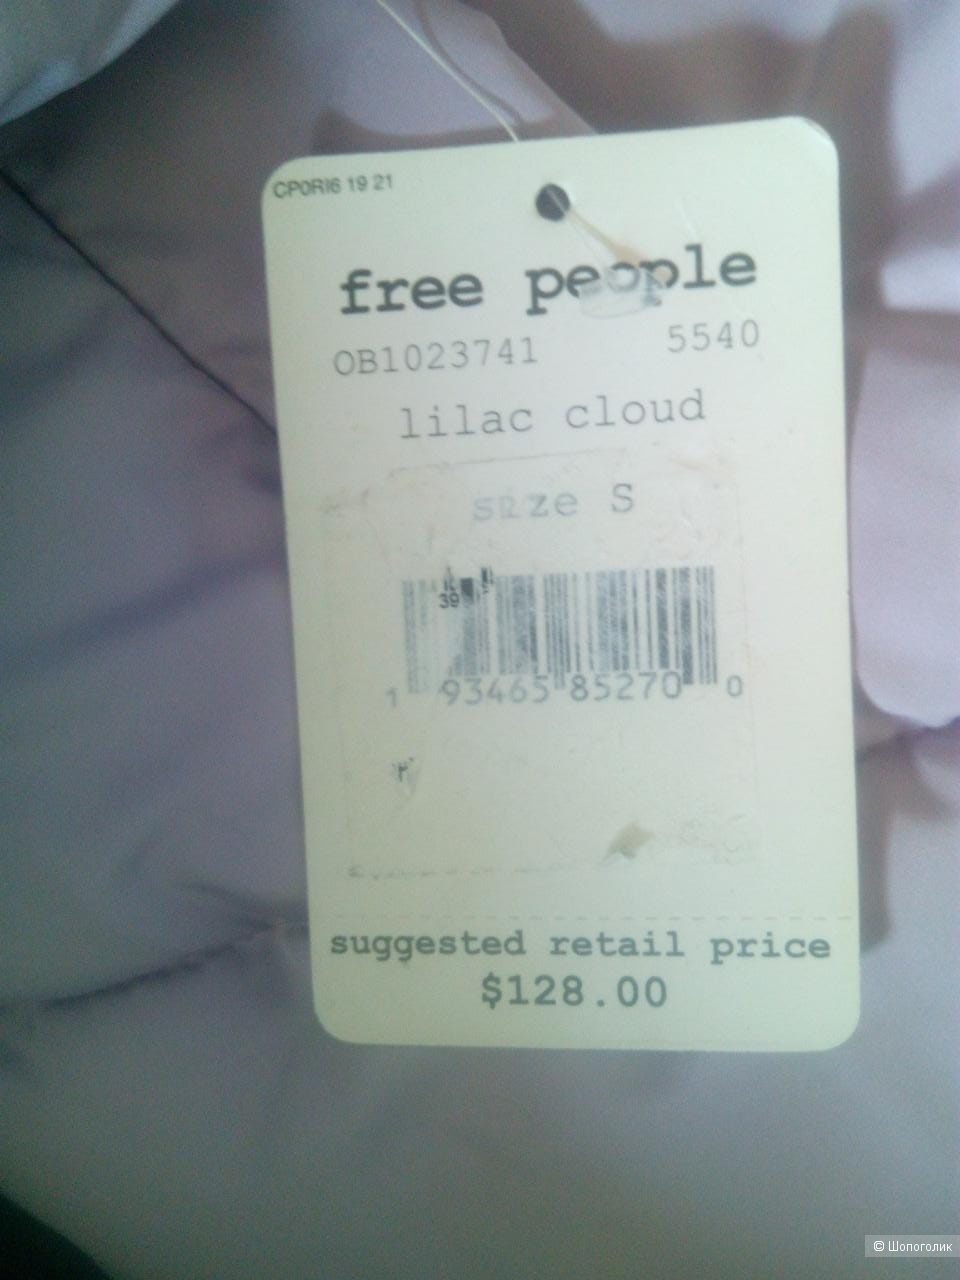 CP0RI6 19 21
free people
OB1023741 5540
lilac cloud
size S
39
1 93465 85270 0
suggested retail price
$128.00
© Шопоголик